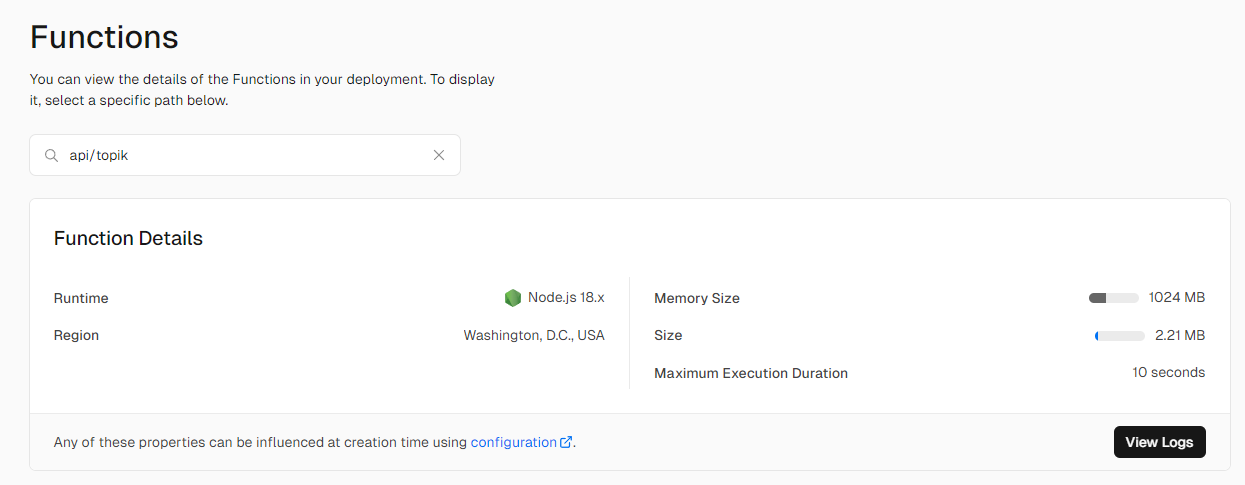 Functions
You can view the details of the Functions in your deployment. To display
it, select a specific path below.
api/topik
Function Details
Runtime
Node.js 18.x
Region
Washington, D.C., USA
Memory Size
1024 MB
Size
2.21 MB
Maximum Execution Duration
10 seconds
Any of these properties can be influenced at creation time using configuration.
View Logs